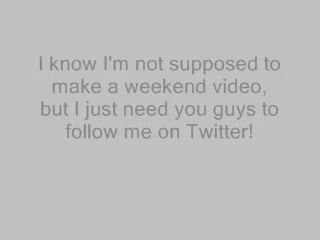 I know I'm not supposed to
make a weekend video,
but I just need you guys to
follow me on Twitter!